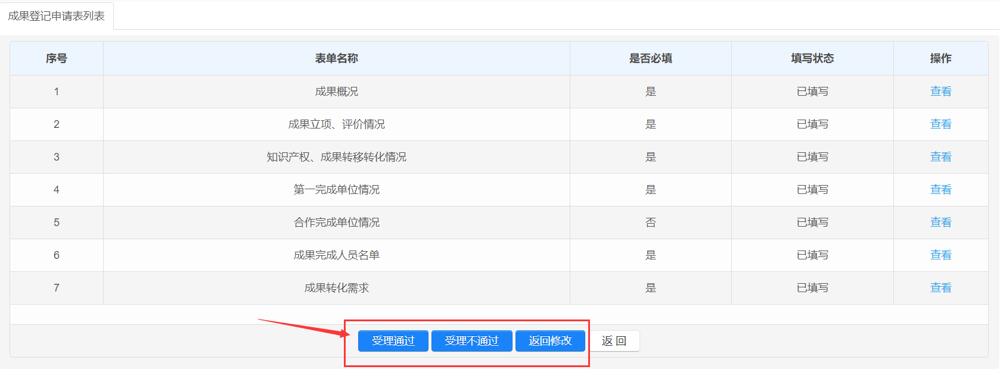 成果登记申请表列表
序号 表单名称 是否必填 填写状态 操作
1 成果概况 是 已填写 查看
2 成果立项、评价情况 是 已填写 查看
3 知识产权、成果转移转化情况 是 已填写 查看
4 第一完成单位情况 是 已填写 查看
5 合作完成单位情况 否 已填写 查看
6 成果完成人员名单 是 已填写 查看
7 成果转化需求 是 已填写 查看
受理通过 受理不通过 返回修改 返 回